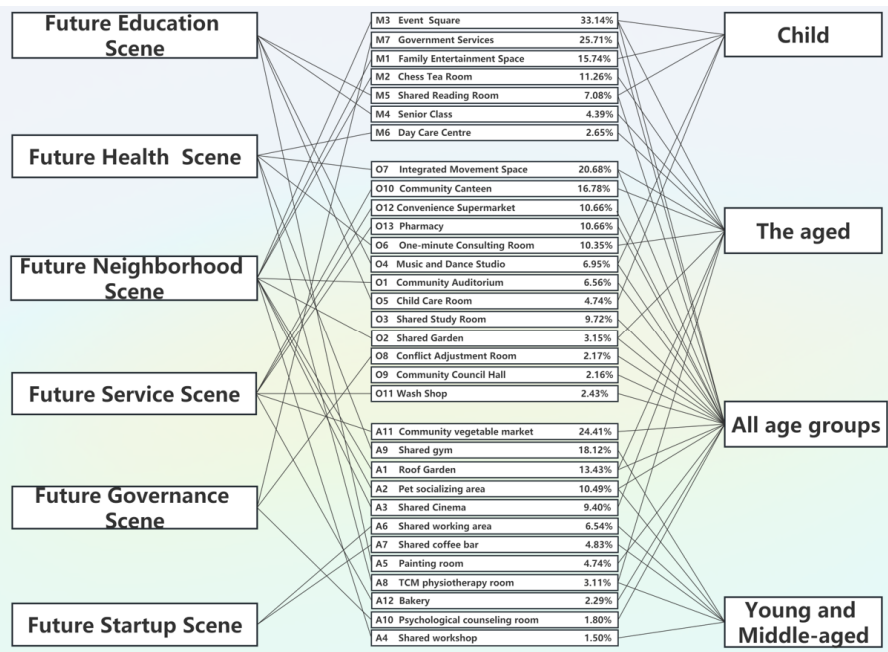 Future Education
Scene
Future Health Scene
Future Neighborhood
Scene
Future Service Scene
Future Governance
Scene
Future Startup Scene
M3 Event Square 33.14%
M7 Government Services 25.71%
M1 Family Entertainment Space 15.74%
M2 Chess Tea Room 11.26%
M5 Shared Reading Room 7.08%
M4 Senior Class 4.39%
M6 Day Care Centre 2.65%
O7 Integrated Movement Space 20.68%
O10 Community Canteen 16.78%
O12 Convenience Supermarket 10.66%
O13 Pharmacy 10.66%
O6 One-minute Consulting Room 10.35%
O4 Music and Dance Studio 6.95%
O1 Community Auditorium 6.56%
O5 Child Care Room 4.74%
O3 Shared Study Room 9.72%
O2 Shared Garden 3.15%
O8 Conflict Adjustment Room 2.17%
O9 Community Council Hall 2.16%
O11 Wash Shop 2.43%
A11 Community vegetable market 24.41%
A9 Shared gym 18.12%
A1 Roof Garden 13.43%
A2 Pet socializing area 10.49%
A3 Shared Cinema 9.40%
A6 Shared working area 6.54%
A7 Shared coffee bar 4.83%
A5 Painting room 4.74%
A8 TCM physiotherapy room 3.11%
A12 Bakery 2.29%
A10 Psychological counseling room 1.80%
A4 Shared workshop 1.50%
Child
The aged
All age groups
Young and
Middle-aged